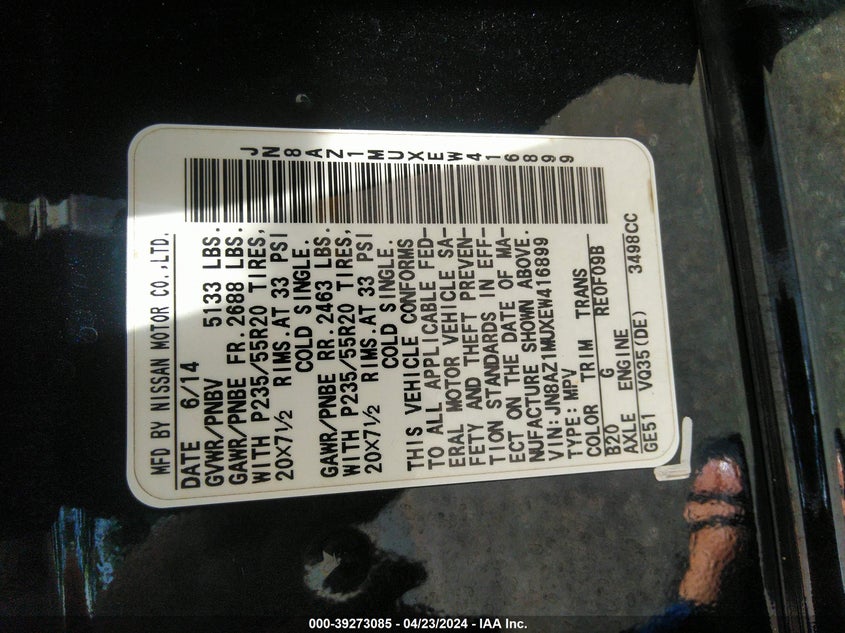 JN8AZ1MUXEW416899
MFD BY NISSAN MOTOR CO.,LTD.
DATE 6/14
GVWR/PNBV 5133 LBS.
GAWR/PNBE FR. 2688 LBS.
WITH P235/55R20 TIRES,
20X7½ RIMS.AT 33 PSI
COLD SINGLE.
GAWR/PNBE RR. 2463 LBS.
WITH P235/55R20 TIRES,
20X7½ RIMS.AT 33 PSI
COLD SINGLE.
THIS VEHICLE CONFORMS
TO ALL APPLICABLE FED-
ERAL MOTOR VEHICLE SA-
FETY AND THEFT PREVEN-
TION STANDARDS IN EFF-
ECT ON THE DATE OF MA-
NUFACTURE SHOWN ABOVE.
VIN:JN8AZ1MUXEW416899
TYPE:MPV
COLOR TRIM TRANS
B20 G RE0F09B
AXLE ENGINE
GE51 VQ35(DE) 3498CC
000-39273085 - 04/23/2024 - IAA Inc.